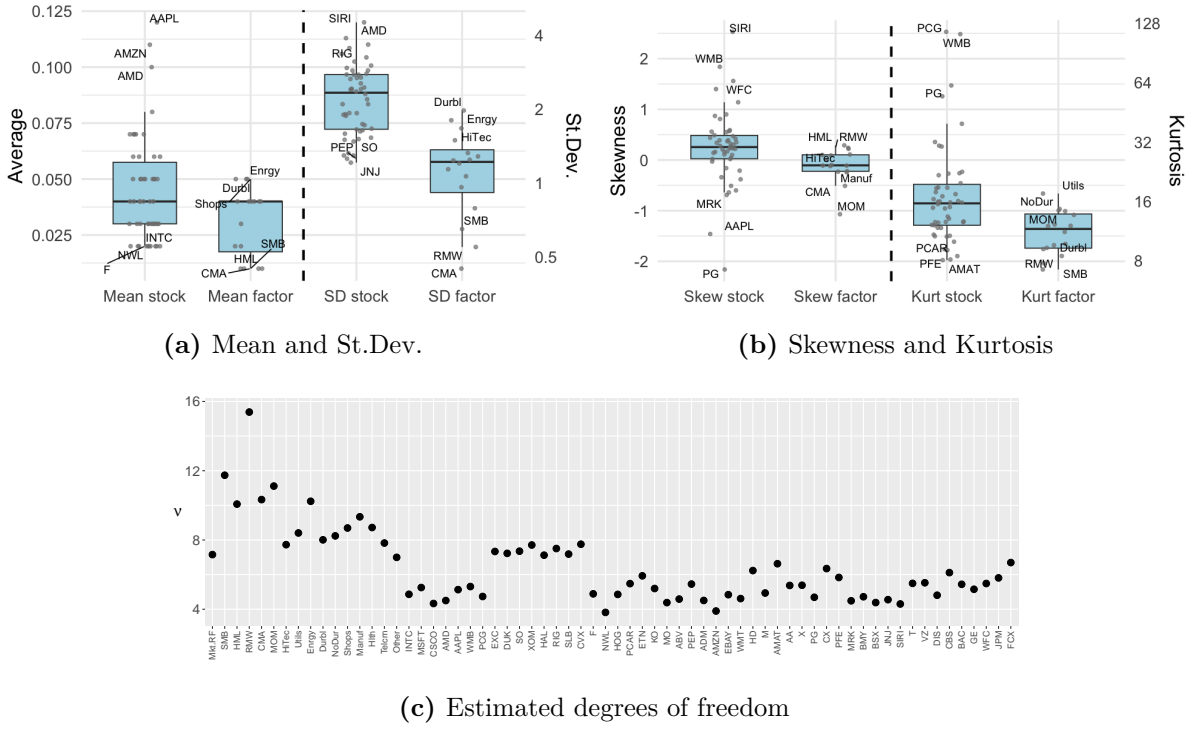 0.125
0.100
0.075
0.050
0.025
Average
4
2
1
0.5
St.Dev.
AAPL
AMZN
AMD
INTC
NWL
F
Enrgy
Durbl
Shops
SMB
HML
CMA
SIRI
AMD
RIG
PEP SO
JNJ
Durbl
Enrgy
HiTec
SMB
RMW
CMA
Mean stock Mean factor SD stock SD factor
(a) Mean and St.Dev.
2
1
0
-1
-2
Skewness
128
64
32
16
8
Kurtosis
SIRI
WMB
WFC
MRK
AAPL
PG
HML RMW
HiTec
Manuf
CMA
MOM
PCG
WMB
PG
PCAR
PFE
AMAT
Utils
NoDur
MOM
Durbl
RMW
SMB
Skew stock Skew factor Kurt stock Kurt factor
(b) Skewness and Kurtosis
16
12
8
4
ν
Mkt.RF
SMB
HML
RMW
CMA
MOM
HiTec
Utils
Enrgy
Durbl
NoDur
Shops
Manuf
Hlth
Telcm
Other
INTC
MSFT
CSCO
AMD
AAPL
WMB
PCG
EXC
DUK
SO
XOM
HAL
RIG
SLB
CVX
F
NWL
HOG
PCAR
ETN
KO
MO
ABV
PEP
ADM
AMZN
EBAY
WMT
HD
M
AMAT
AA
X
PG
CX
PFE
MRK
BMY
BSX
JNJ
SIRI
T
VZ
DIS
CBS
BAC
GE
WFC
JPM
FCX
(c) Estimated degrees of freedom